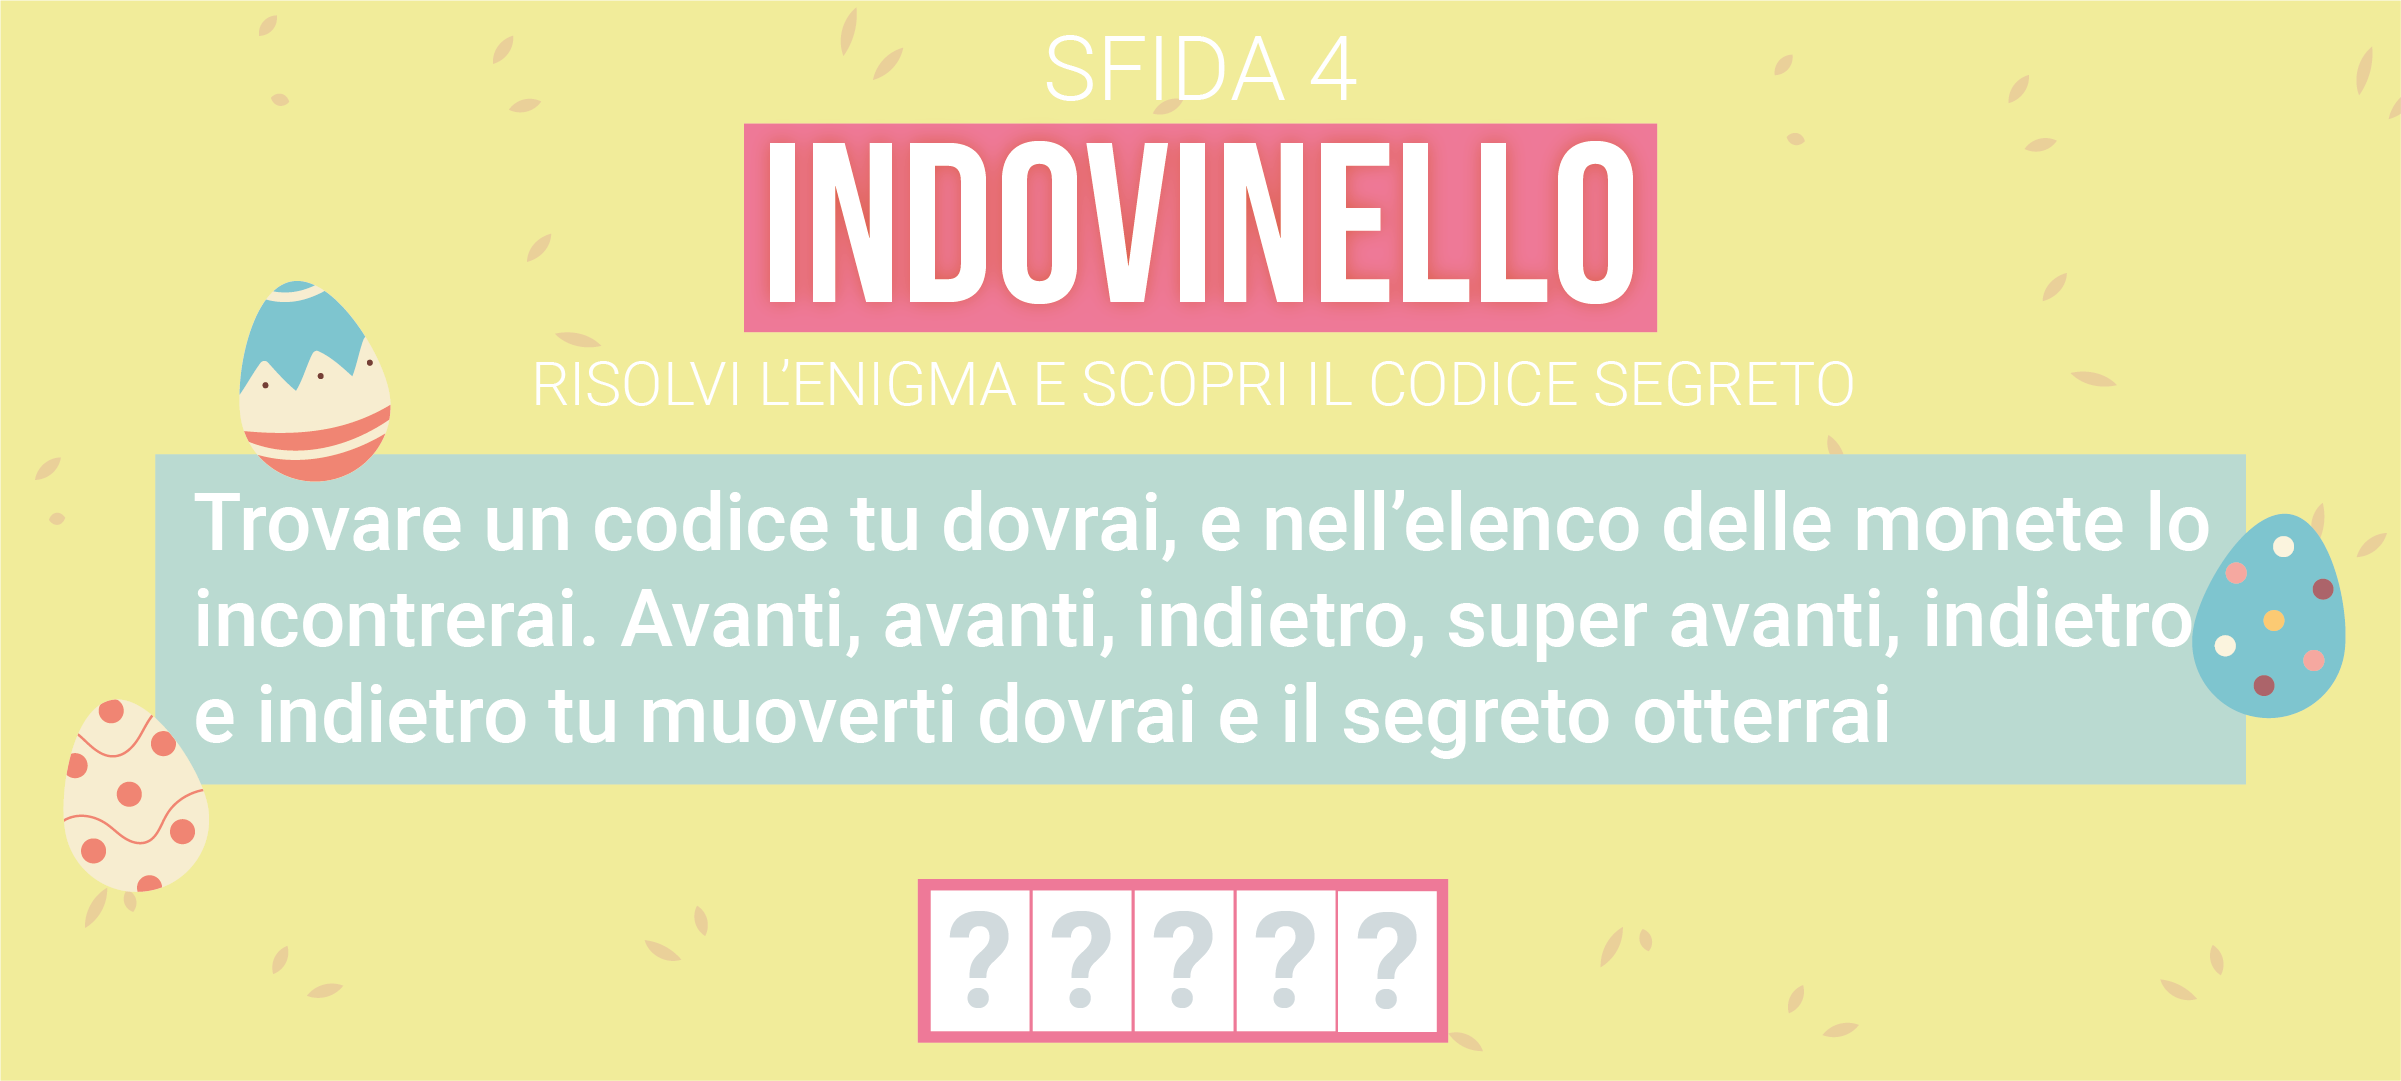 SFIDA 4
INDOVINELLO
RISOLVI L’ENIGMA E SCOPRI IL CODICE SEGRETO
Trovare un codice tu dovrai, e nell’elenco delle monete lo
incontrerai. Avanti, avanti, indietro, super avanti, indietro
e indietro tu muoverti dovrai e il segreto otterrai
? ? ? ? ?